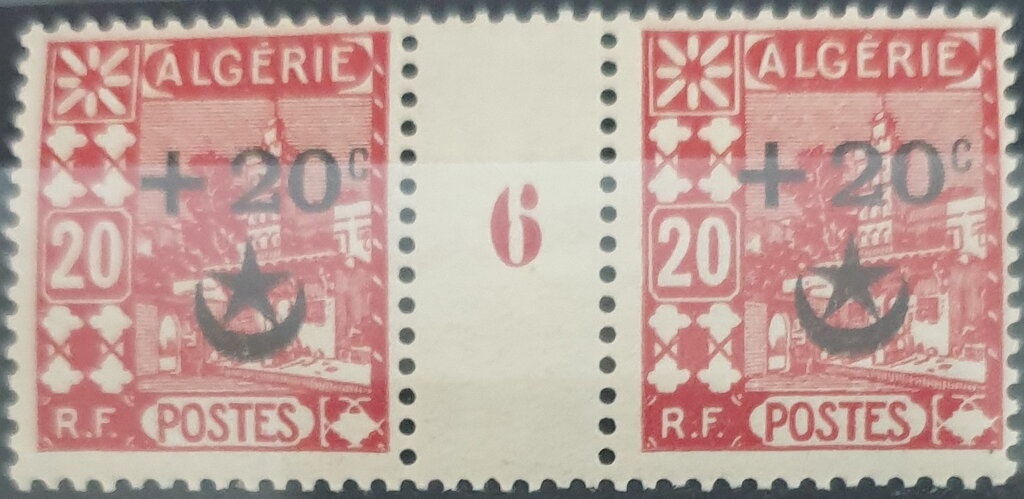 ALGÉRIE
+ 20c
20
R.F. POSTES
6
ALGÉRIE
+ 20c
20
R.F. POSTES